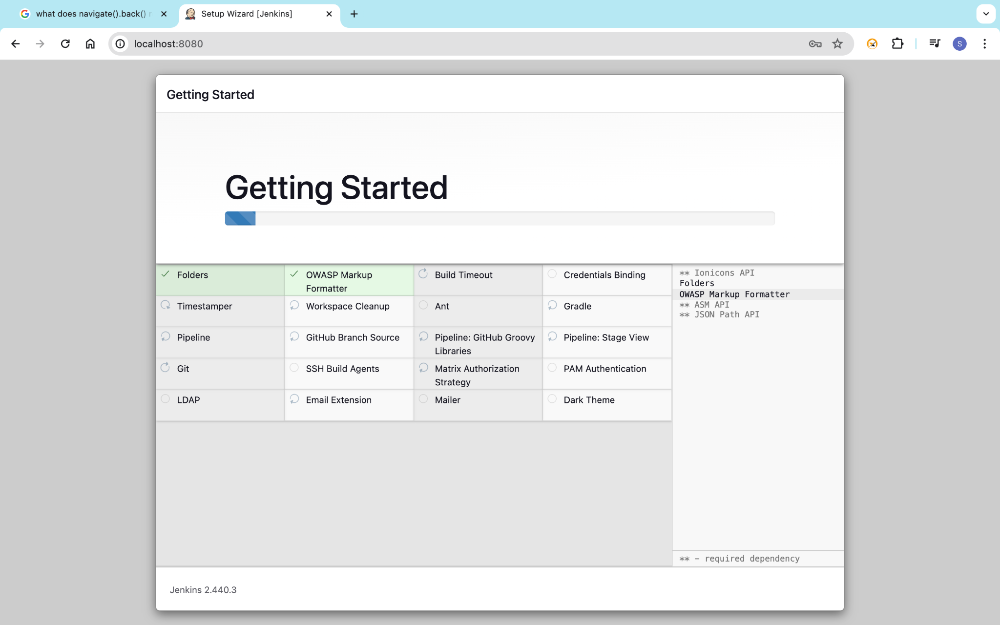 what does navigate().back()
Setup Wizard [Jenkins]
localhost:8080
S
Getting Started
Getting Started
Folders
OWASP Markup
Formatter
Build Timeout
Credentials Binding
Timestamper
Workspace Cleanup
Ant
Gradle
Pipeline
GitHub Branch Source
Pipeline: GitHub Groovy
Libraries
Pipeline: Stage View
Git
SSH Build Agents
Matrix Authorization
Strategy
PAM Authentication
LDAP
Email Extension
Mailer
Dark Theme
** Ionicons API
Folders
OWASP Markup Formatter
** ASM API
** JSON Path API
** - required dependency
Jenkins 2.440.3